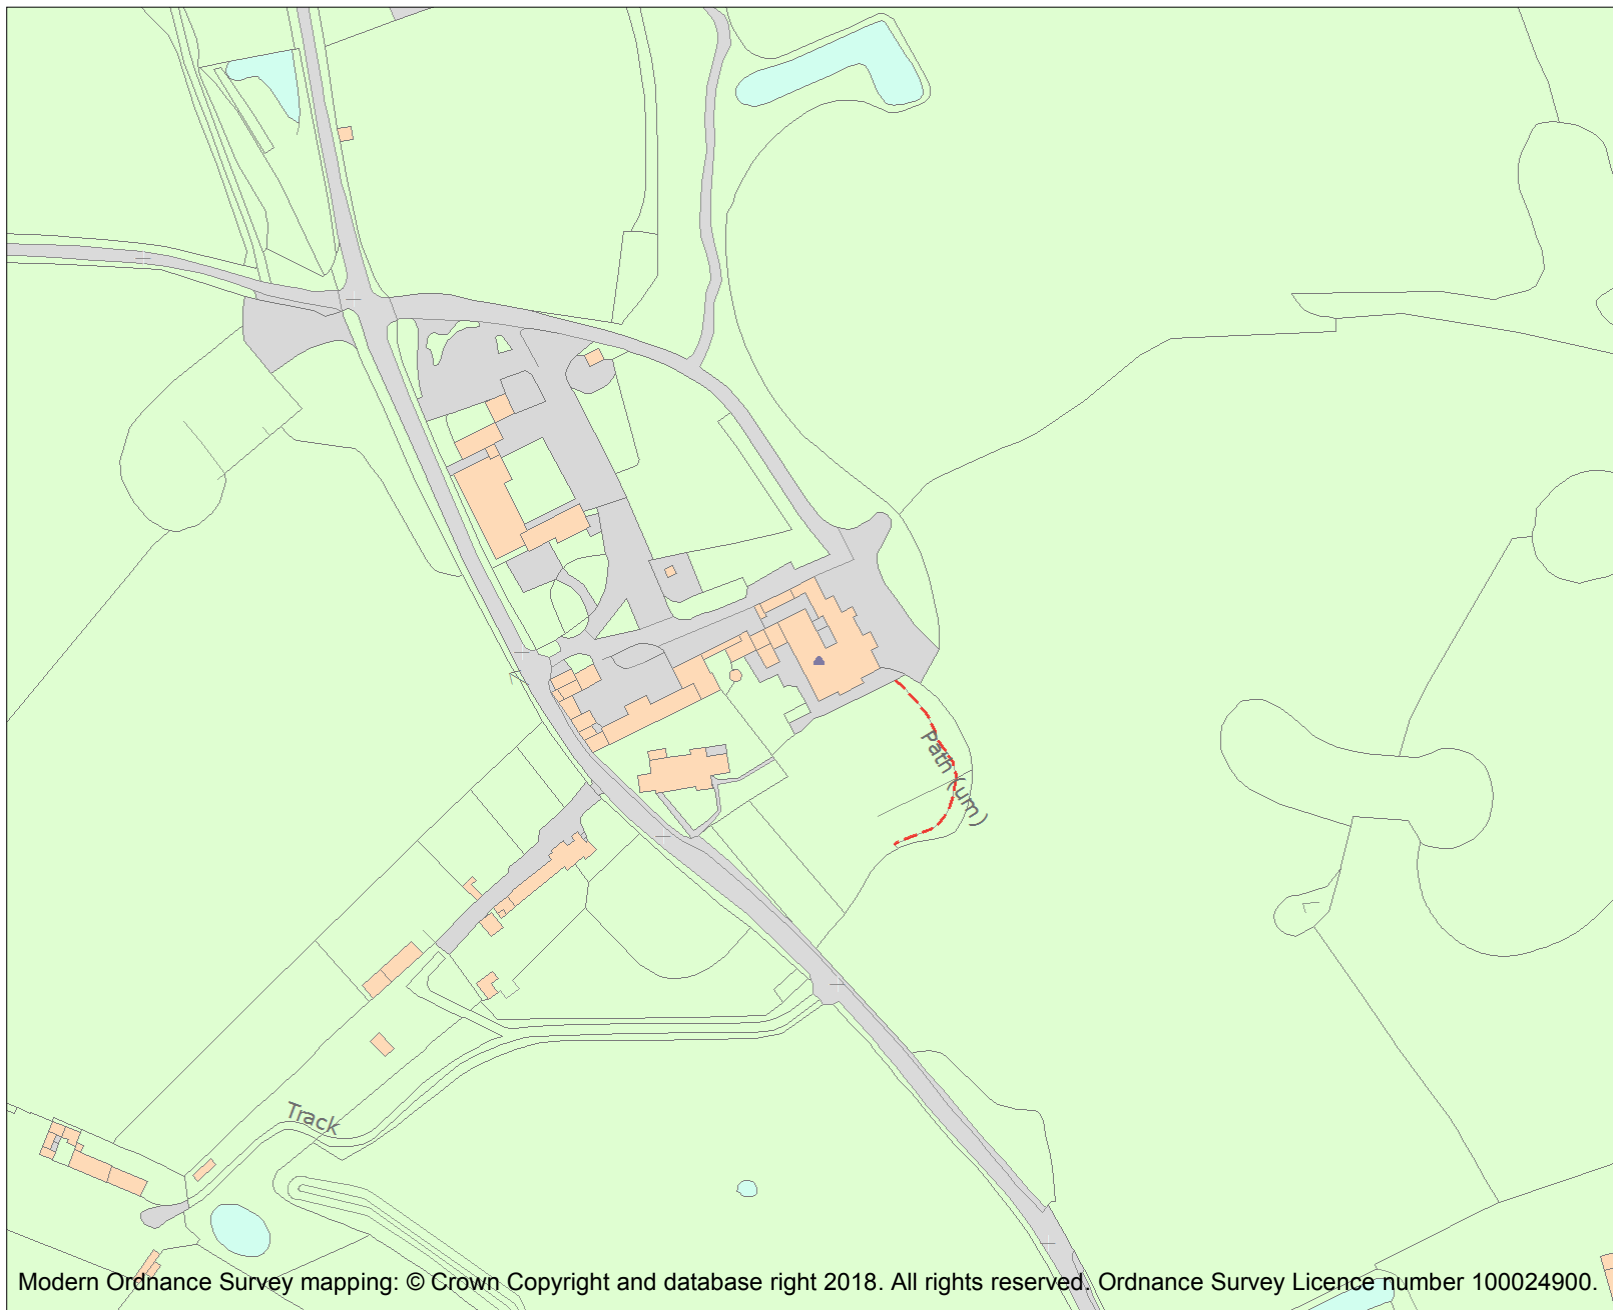 Path (um)
Track
Modern Ordnance Survey mapping: © Crown Copyright and database right 2018. All rights reserved. Ordnance Survey Licence number 100024900.